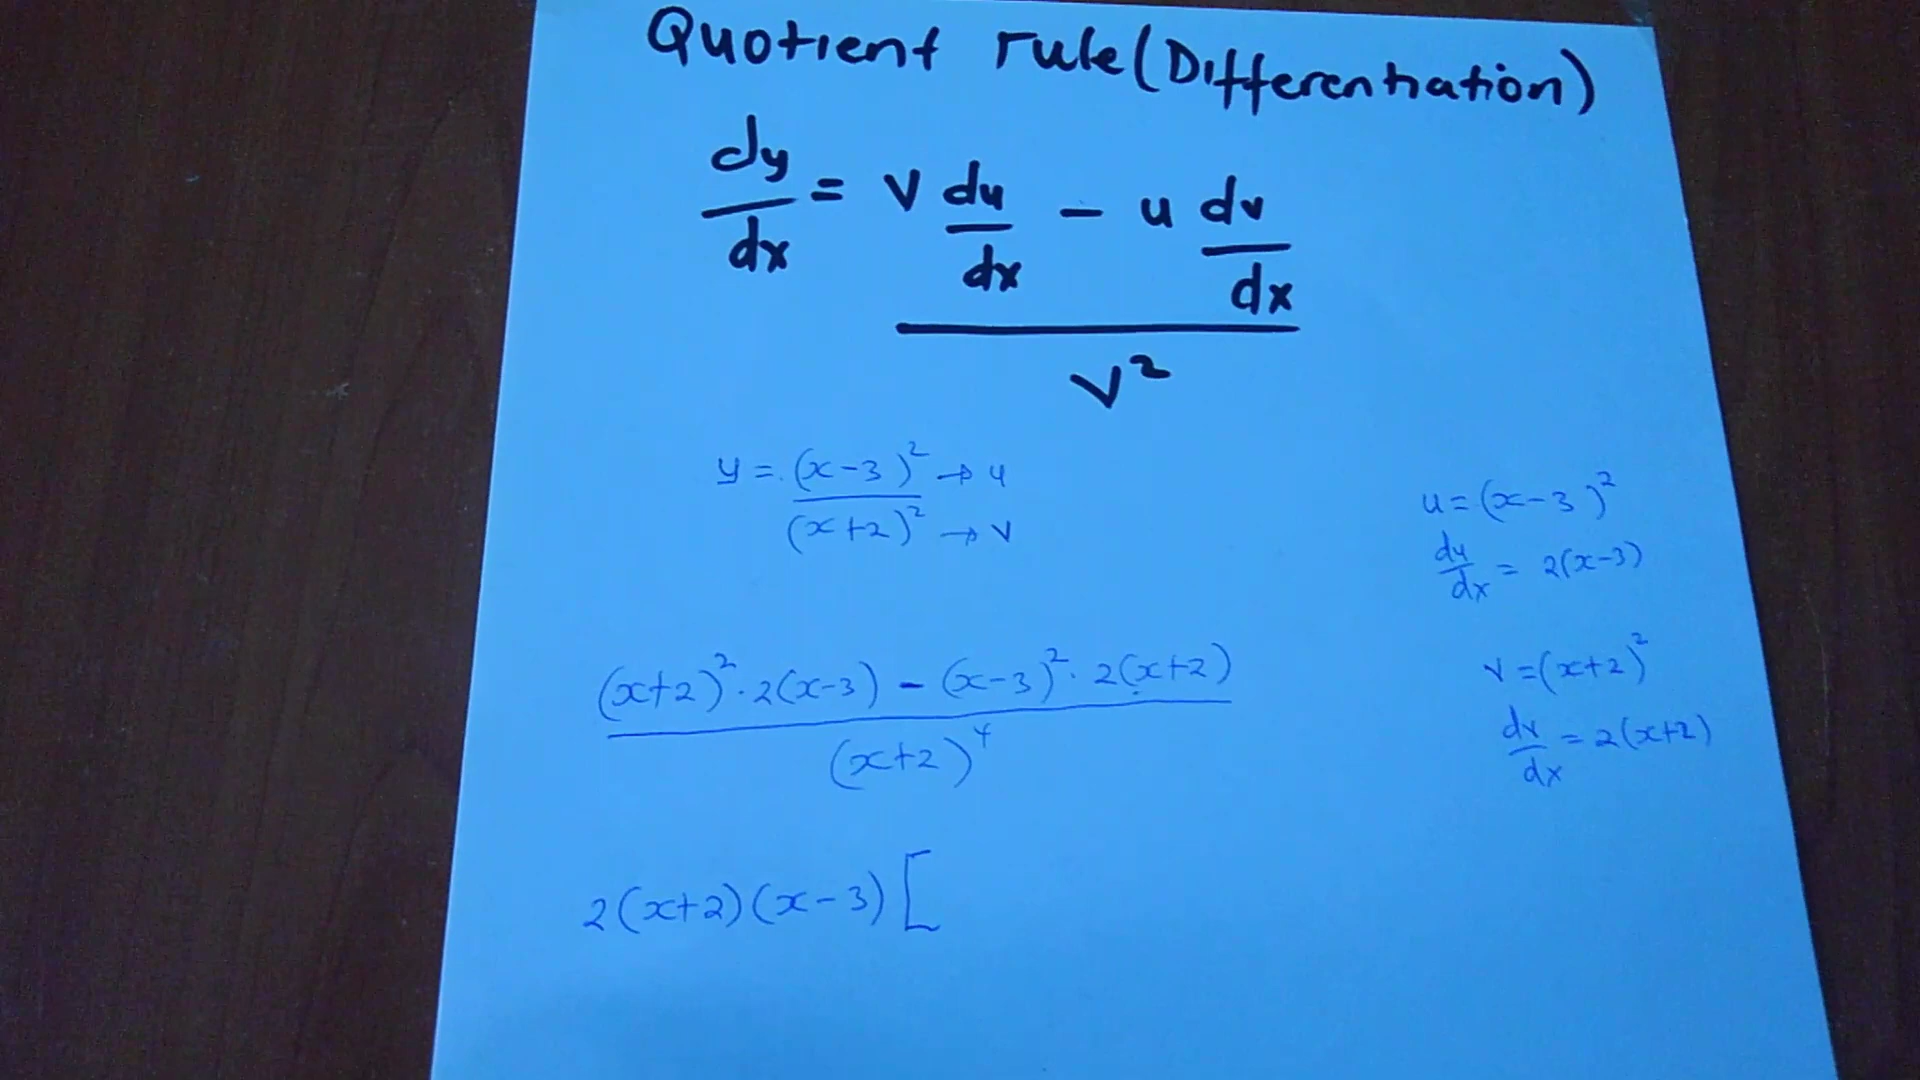 Quotient rule (Differentiation)
dy/dx = v du/dx - u dv/dx
v²
y = (x-3)² → u
(x+2)² → v
u = (x-3)²
du/dx = 2(x-3)
v = (x+2)²
dv/dx = 2(x+2)
(x+2)² · 2(x-3) - (x-3)² · 2(x+2)
(x+2)⁴
2(x+2)(x-3)[